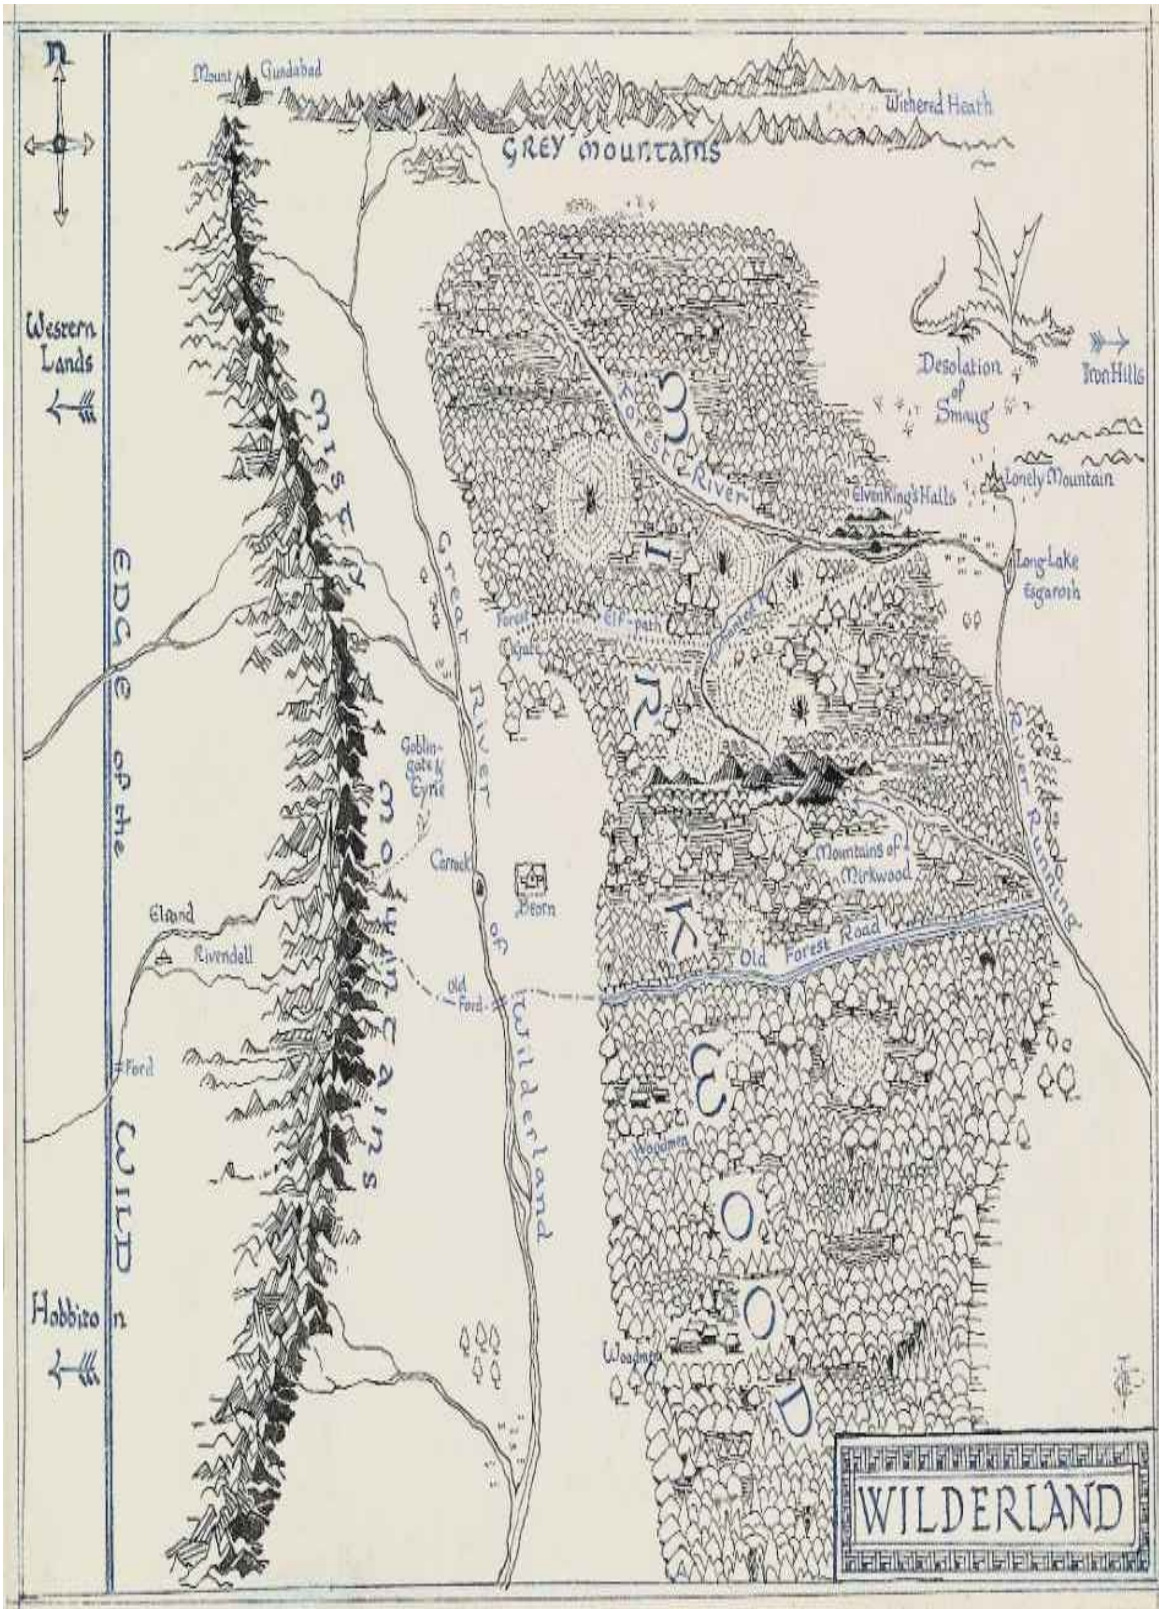 n
Mount Gundabad
Withered Heath
GREY MOUNTAINS
Western
Lands
Desolation
of
Smaug
Iron Hills
MISTY MOUNTAINS
Forest River
Elvenking's Halls
Lonely Mountain
Long Lake
Esgaroth
EDGE of the WILD
GREAT RIVER of Wilderland
Forest
Gate
Elf-path
Enchanted R.
MIRKWOOD
Goblin-
gate &
Eyrie
River Running
Carrock
Beorn
Mountains of
Mirkwood
Elrond
Rivendell
Old Forest Road
Old
Ford
Ford
Woodmen
Hobbiton
Woodmen
WILDERLAND